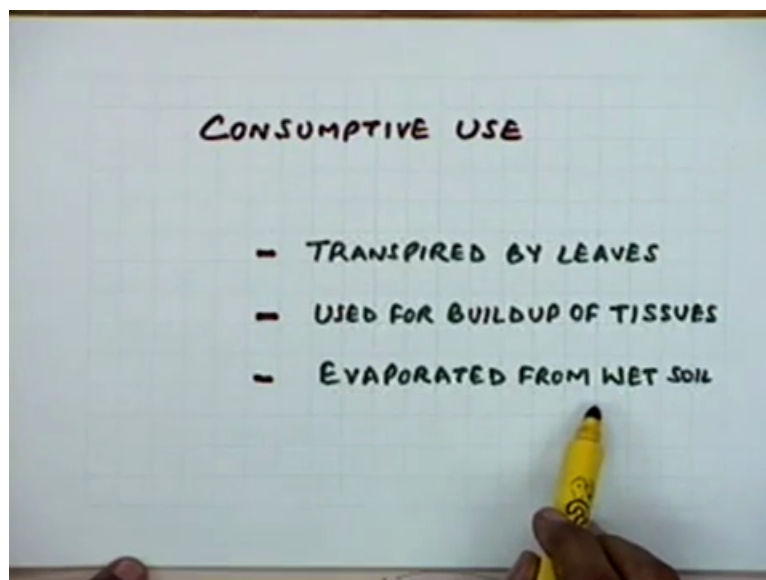 CONSUMPTIVE USE
- TRANSPIRED BY LEAVES
- USED FOR BUILDUP OF TISSUES
- EVAPORATED FROM WET SOIL